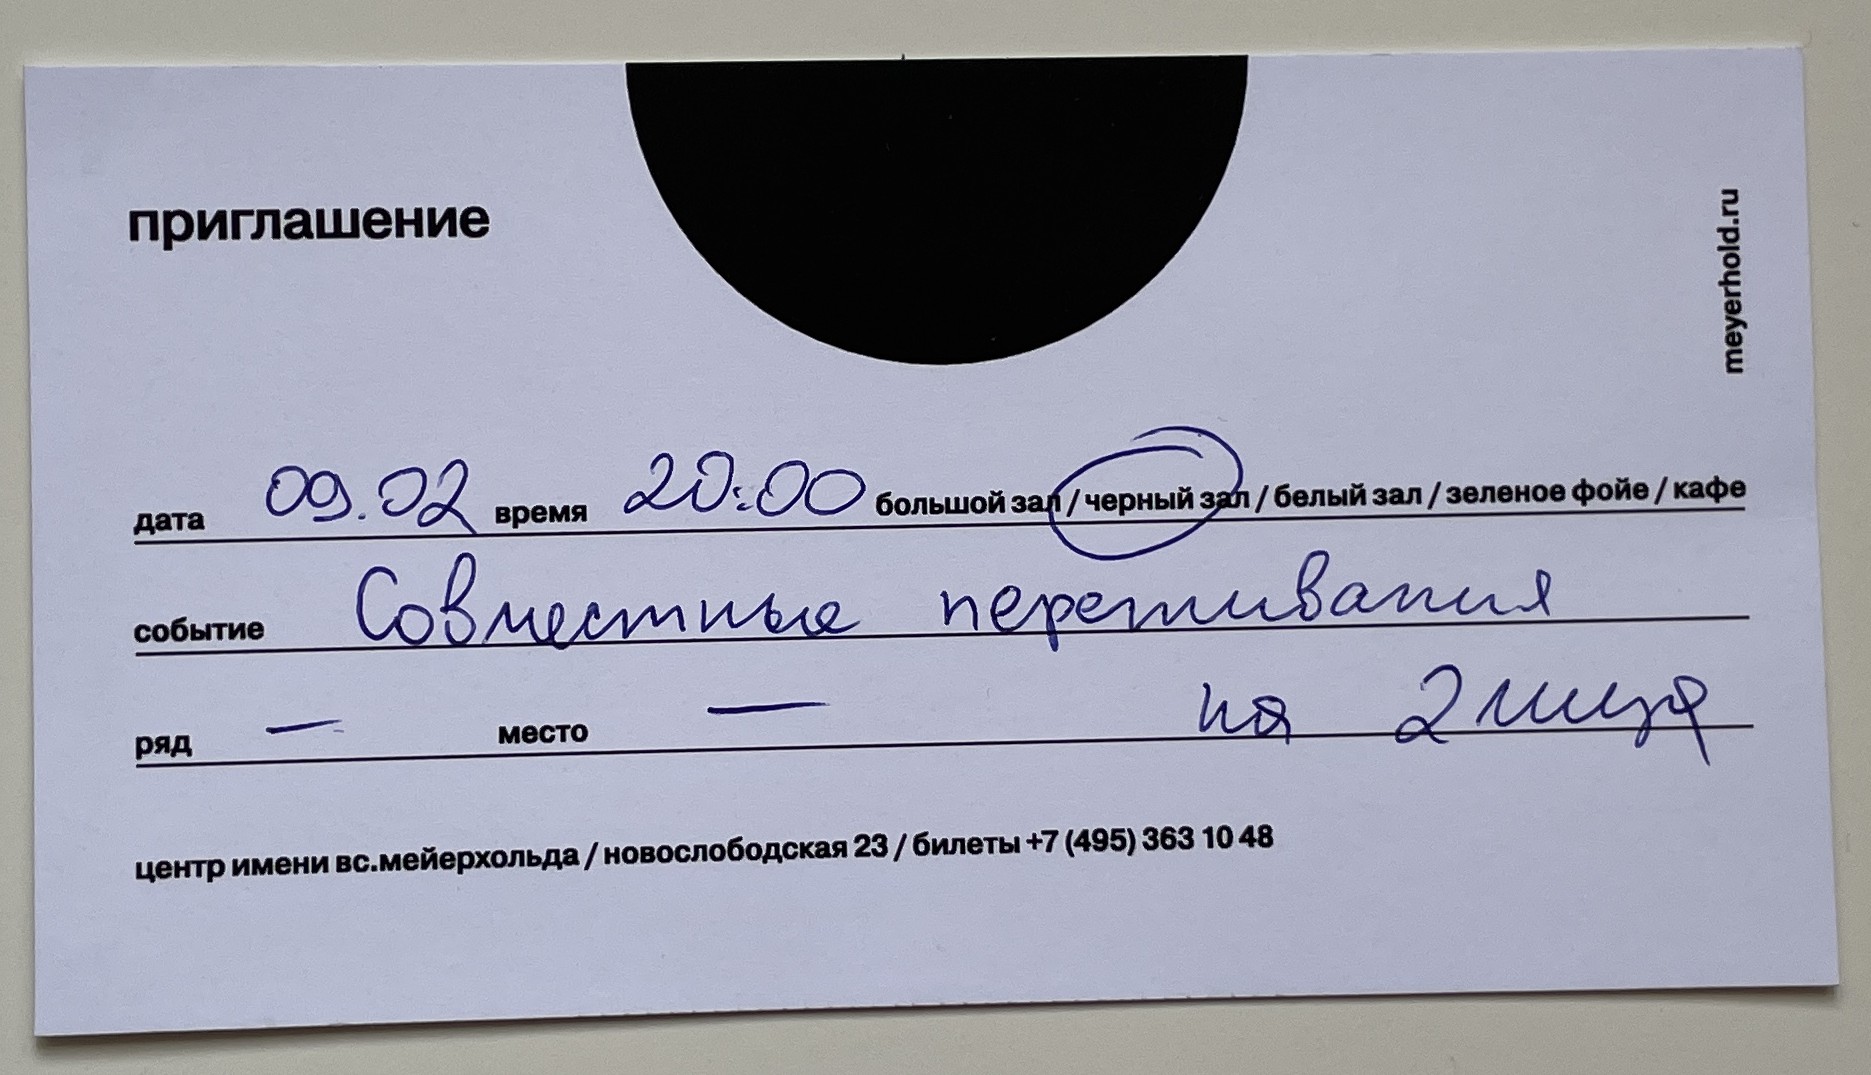 приглашение
meyerhold.ru
дата 09.02 время 20:00 большой зал / черный зал / белый зал / зеленое фойе / кафе
событие Совместные переживания
ряд — место — на 2 лица
центр имени вс.мейерхольда / новослободская 23 / билеты +7 (495) 363 10 48